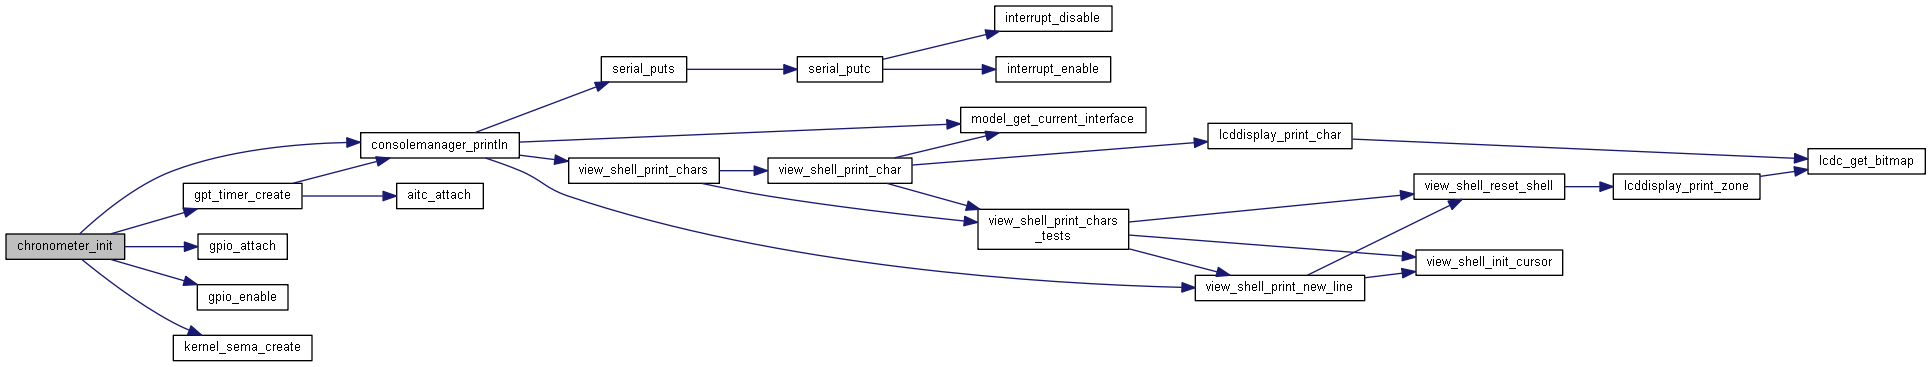 interrupt_disable
serial_puts
serial_putc
interrupt_enable
model_get_current_interface
lcddisplay_print_char
consolemanager_println
lcdc_get_bitmap
view_shell_print_chars
view_shell_print_char
view_shell_reset_shell
lcddisplay_print_zone
gpt_timer_create
aitc_attach
view_shell_print_chars
_tests
chronometer_init
gpio_attach
view_shell_init_cursor
view_shell_print_new_line
gpio_enable
kernel_sema_create